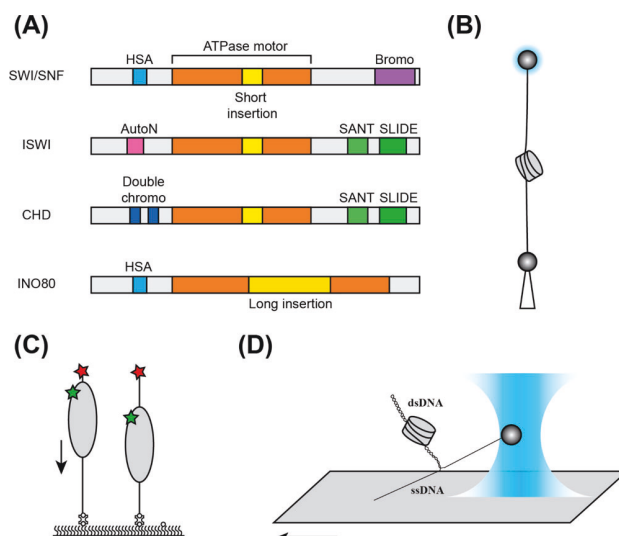 (A)
ATPase motor
HSA
Bromo
SWI/SNF
Short
insertion
AutoN
SANT SLIDE
ISWI
Double
chromo
SANT SLIDE
CHD
HSA
INO80
Long insertion
(B)
(C)
(D)
dsDNA
ssDNA